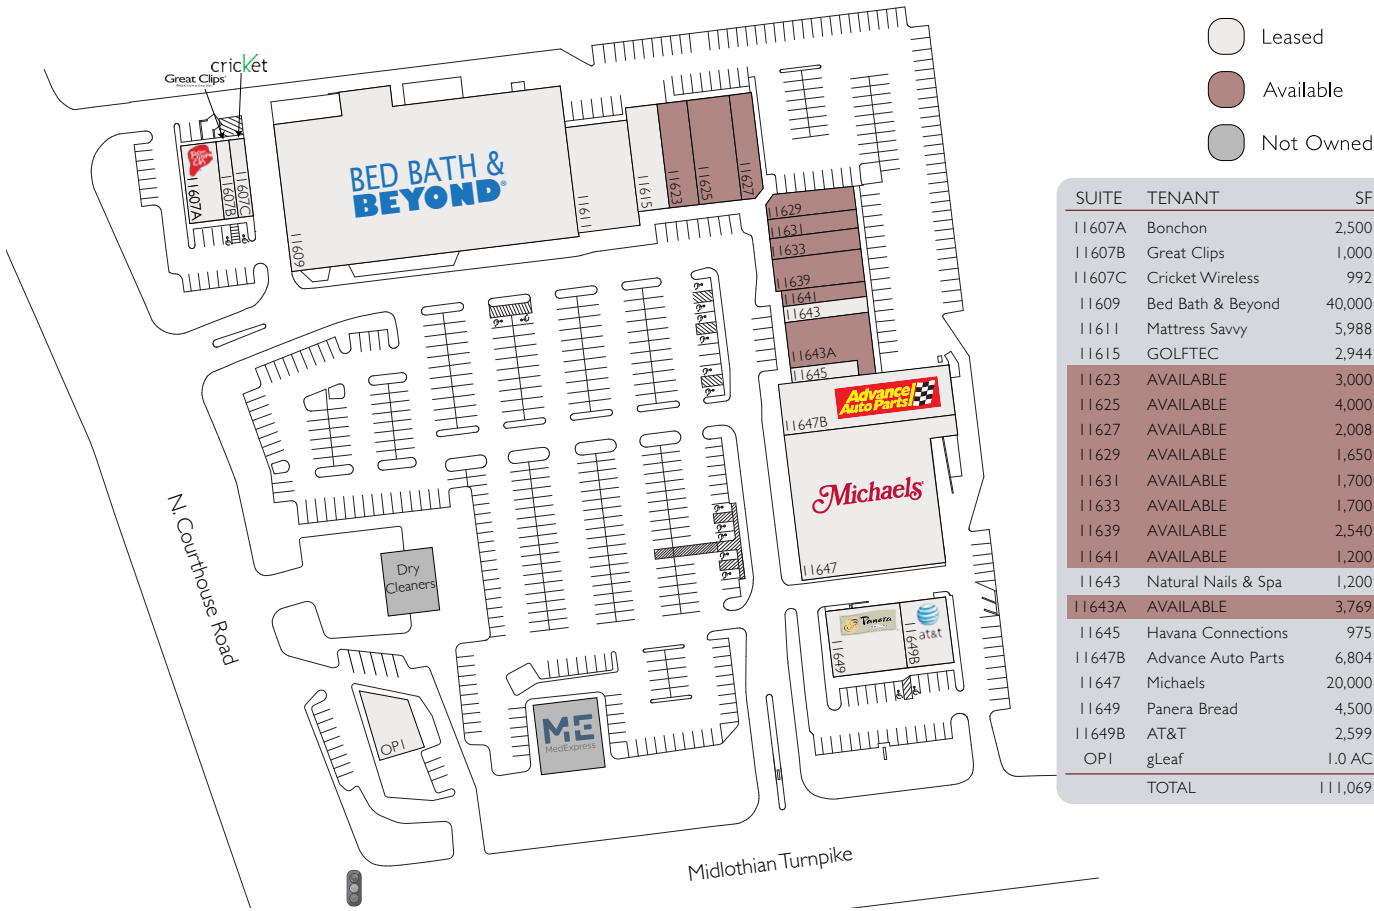 Leased
Available
Not Owned
SUITE TENANT SF
11607A Bonchon 2,500
11607B Great Clips 1,000
11607C Cricket Wireless 992
11609 Bed Bath & Beyond 40,000
11611 Mattress Savvy 5,988
11615 GOLFTEC 2,944
11623 AVAILABLE 3,000
11625 AVAILABLE 4,000
11627 AVAILABLE 2,008
11629 AVAILABLE 1,650
11631 AVAILABLE 1,700
11633 AVAILABLE 1,700
11639 AVAILABLE 2,540
11641 AVAILABLE 1,200
11643 Natural Nails & Spa 1,200
11643A AVAILABLE 3,769
11645 Havana Connections 975
11647B Advance Auto Parts 6,804
11647 Michaels 20,000
11649 Panera Bread 4,500
11649B AT&T 2,599
OP1 gLeaf 1.0 AC
TOTAL 111,069
cricket
Great Clips
11607A
11607B
11607C
BED BATH &
BEYOND
11609
11611
11615
11623
11625
11627
11629
11631
11633
11639
11641
11643
11643A
11645
Advance
Auto Parts
11647B
Michaels
11647
Panera
11649
at&t
11649B
Dry
Cleaners
OP1
ME
MedExpress
N. Courthouse Road
Midlothian Turnpike